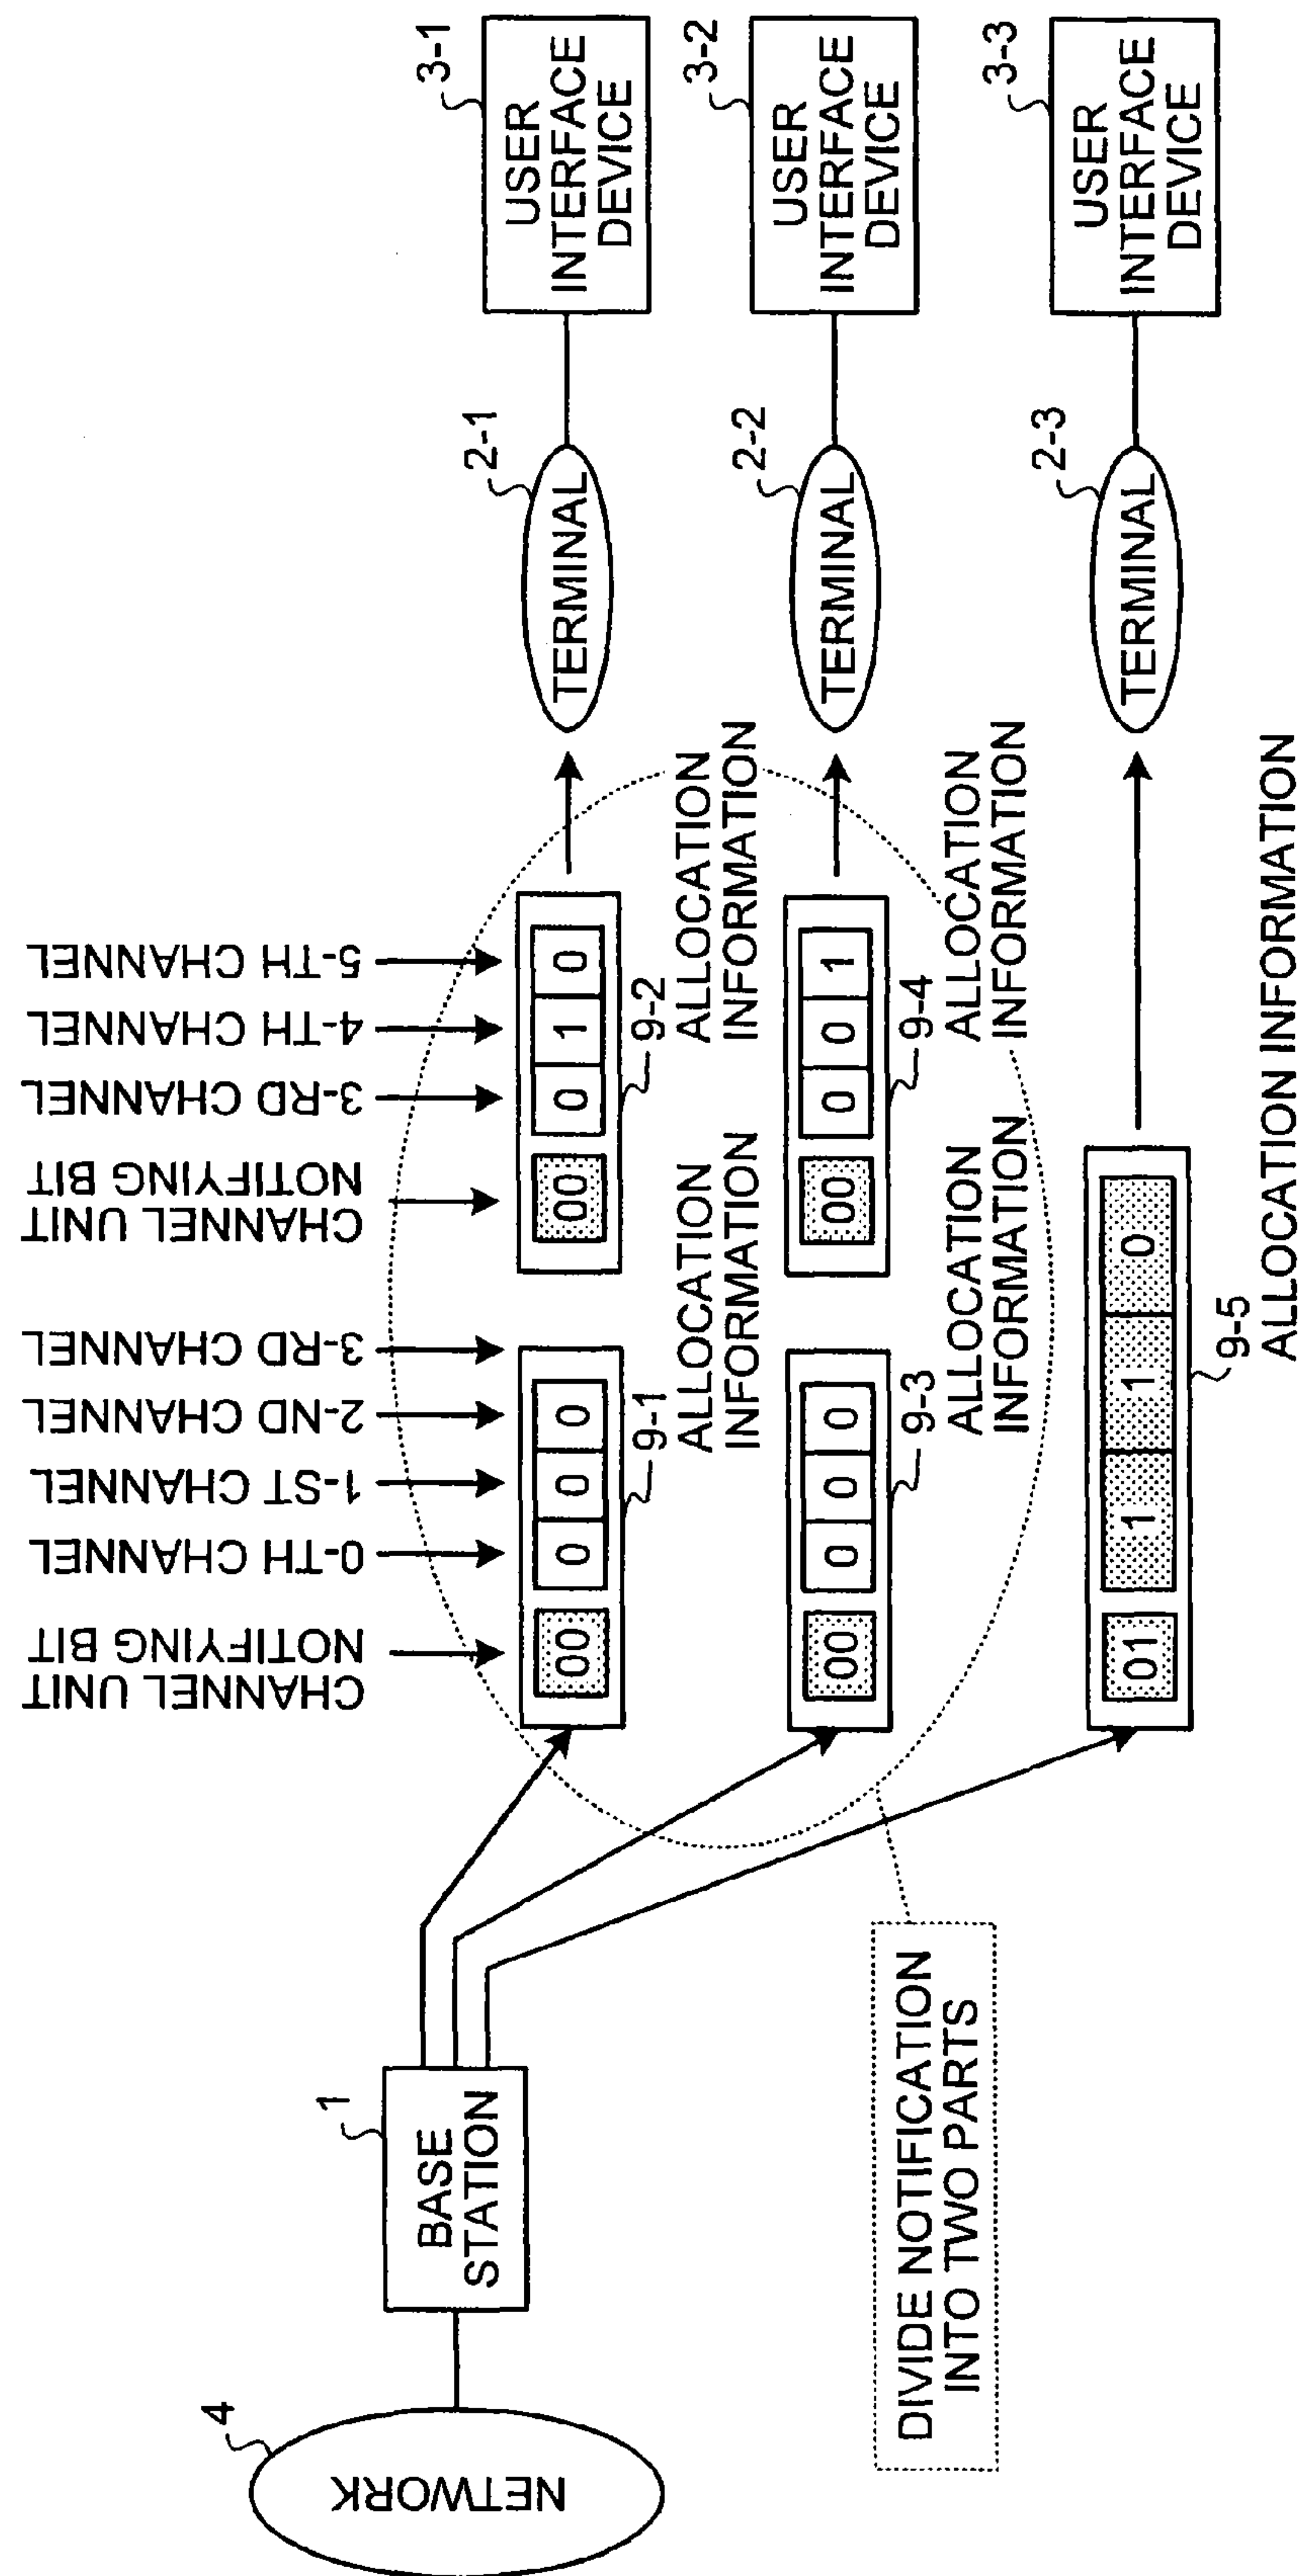 4
NETWORK
1
BASE
STATION
DIVIDE NOTIFICATION
INTO TWO PARTS
CHANNEL UNIT
NOTIFYING BIT
0-TH CHANNEL
1-ST CHANNEL
2-ND CHANNEL
3-RD CHANNEL
CHANNEL UNIT
NOTIFYING BIT
3-RD CHANNEL
4-TH CHANNEL
5-TH CHANNEL
00 0 0 0
9-1
ALLOCATION
INFORMATION
00 0 1 0
9-2
ALLOCATION
INFORMATION
2-1
TERMINAL
3-1
USER
INTERFACE
DEVICE
00 0 0 0
9-3
ALLOCATION
INFORMATION
00 0 0 1
9-4
ALLOCATION
INFORMATION
2-2
TERMINAL
3-2
USER
INTERFACE
DEVICE
01 1 1 0
9-5
ALLOCATION INFORMATION
2-3
TERMINAL
3-3
USER
INTERFACE
DEVICE